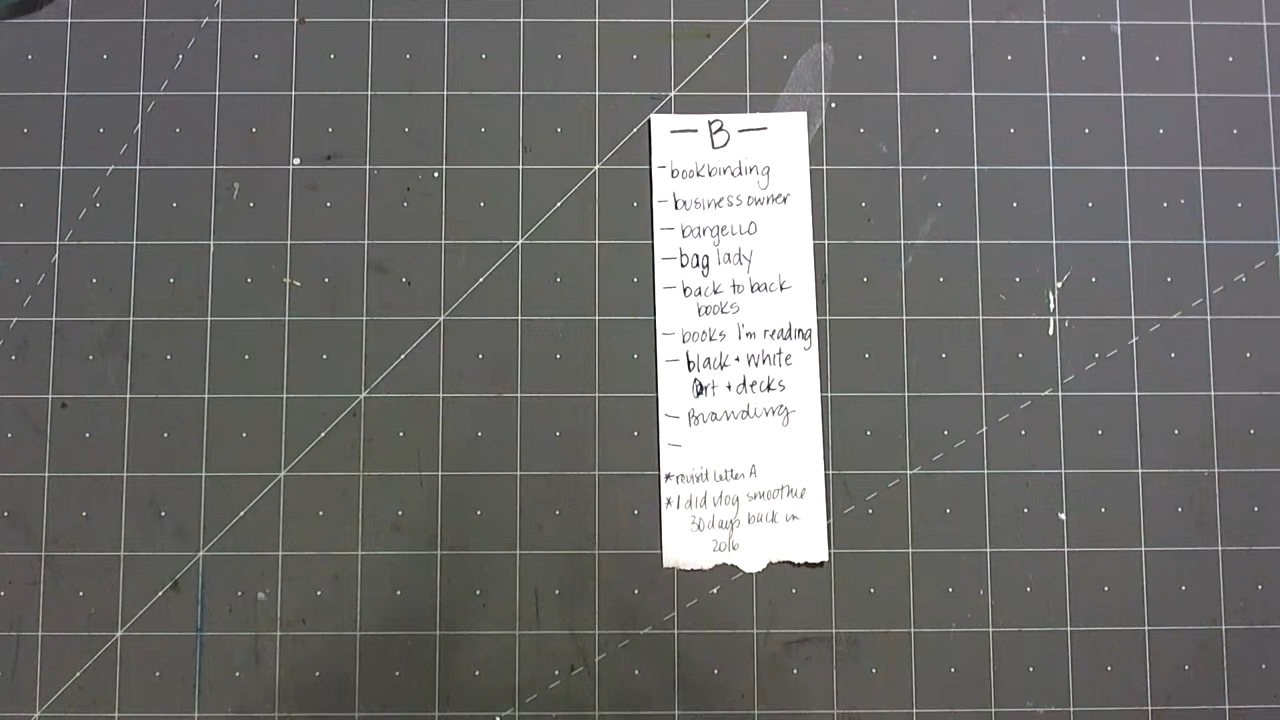 — B —
- bookbinding
- business owner
- bargello
- bag lady
- back to back
books
- books I'm reading
- black + white
art + decks
- Branding
-
* revisit letter A
* I did vlog smoothie
30 days back in
2016